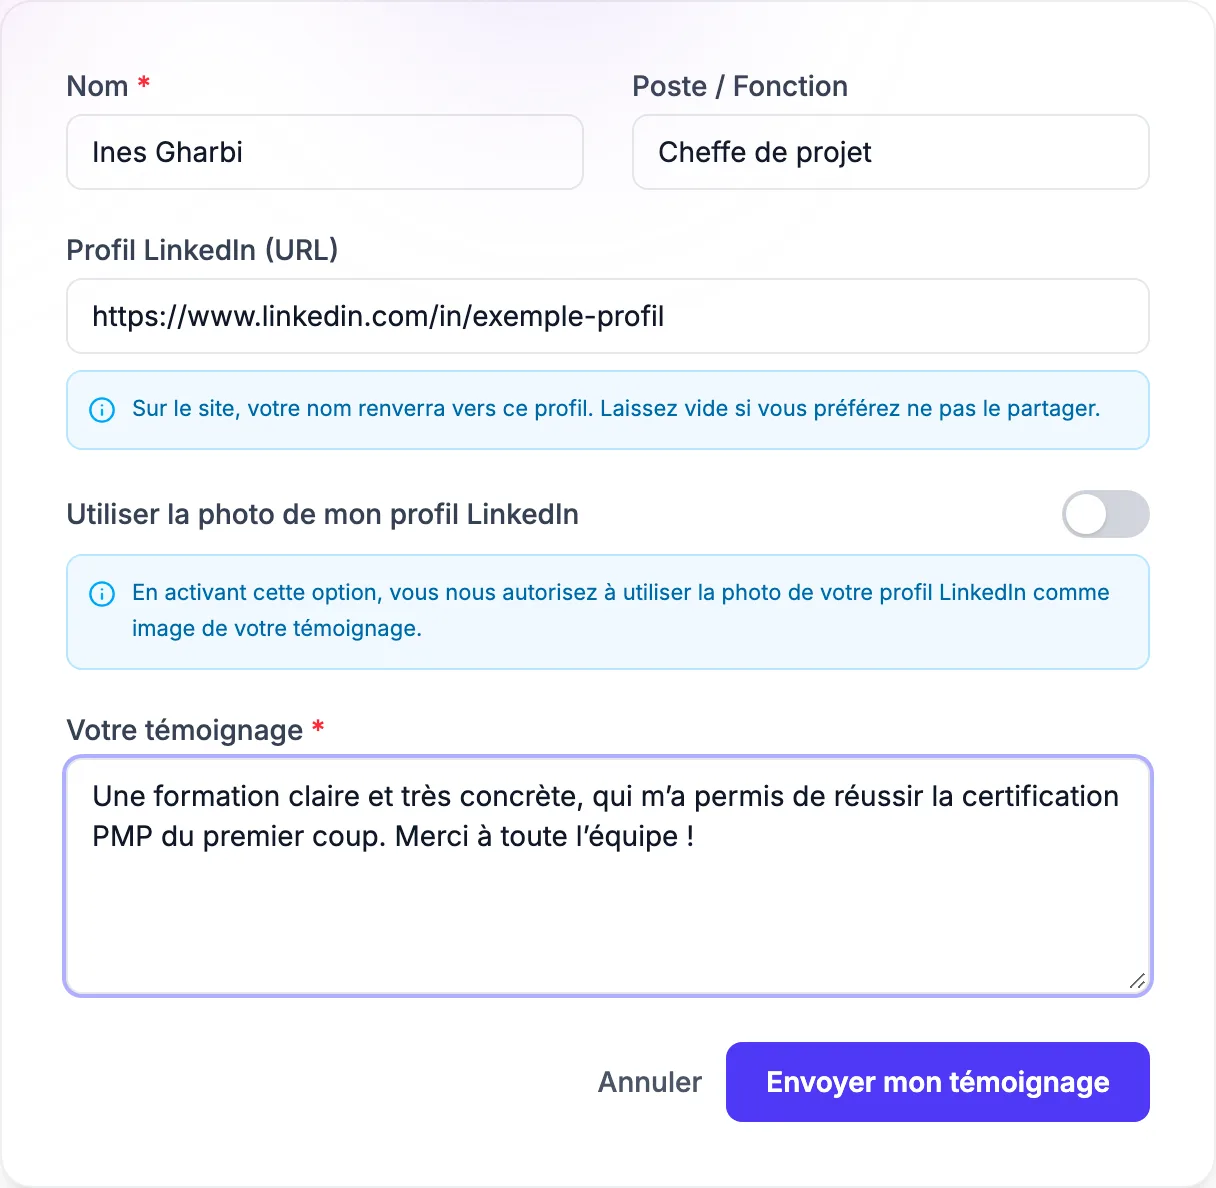 Nom *
Poste / Fonction
Ines Gharbi
Cheffe de projet
Profil LinkedIn (URL)
https://www.linkedin.com/in/exemple-profil
Sur le site, votre nom renverra vers ce profil. Laissez vide si vous préférez ne pas le partager.
Utiliser la photo de mon profil LinkedIn
En activant cette option, vous nous autorisez à utiliser la photo de votre profil LinkedIn comme
image de votre témoignage.
Votre témoignage *
Une formation claire et très concrète, qui m’a permis de réussir la certification
PMP du premier coup. Merci à toute l’équipe !
Annuler
Envoyer mon témoignage